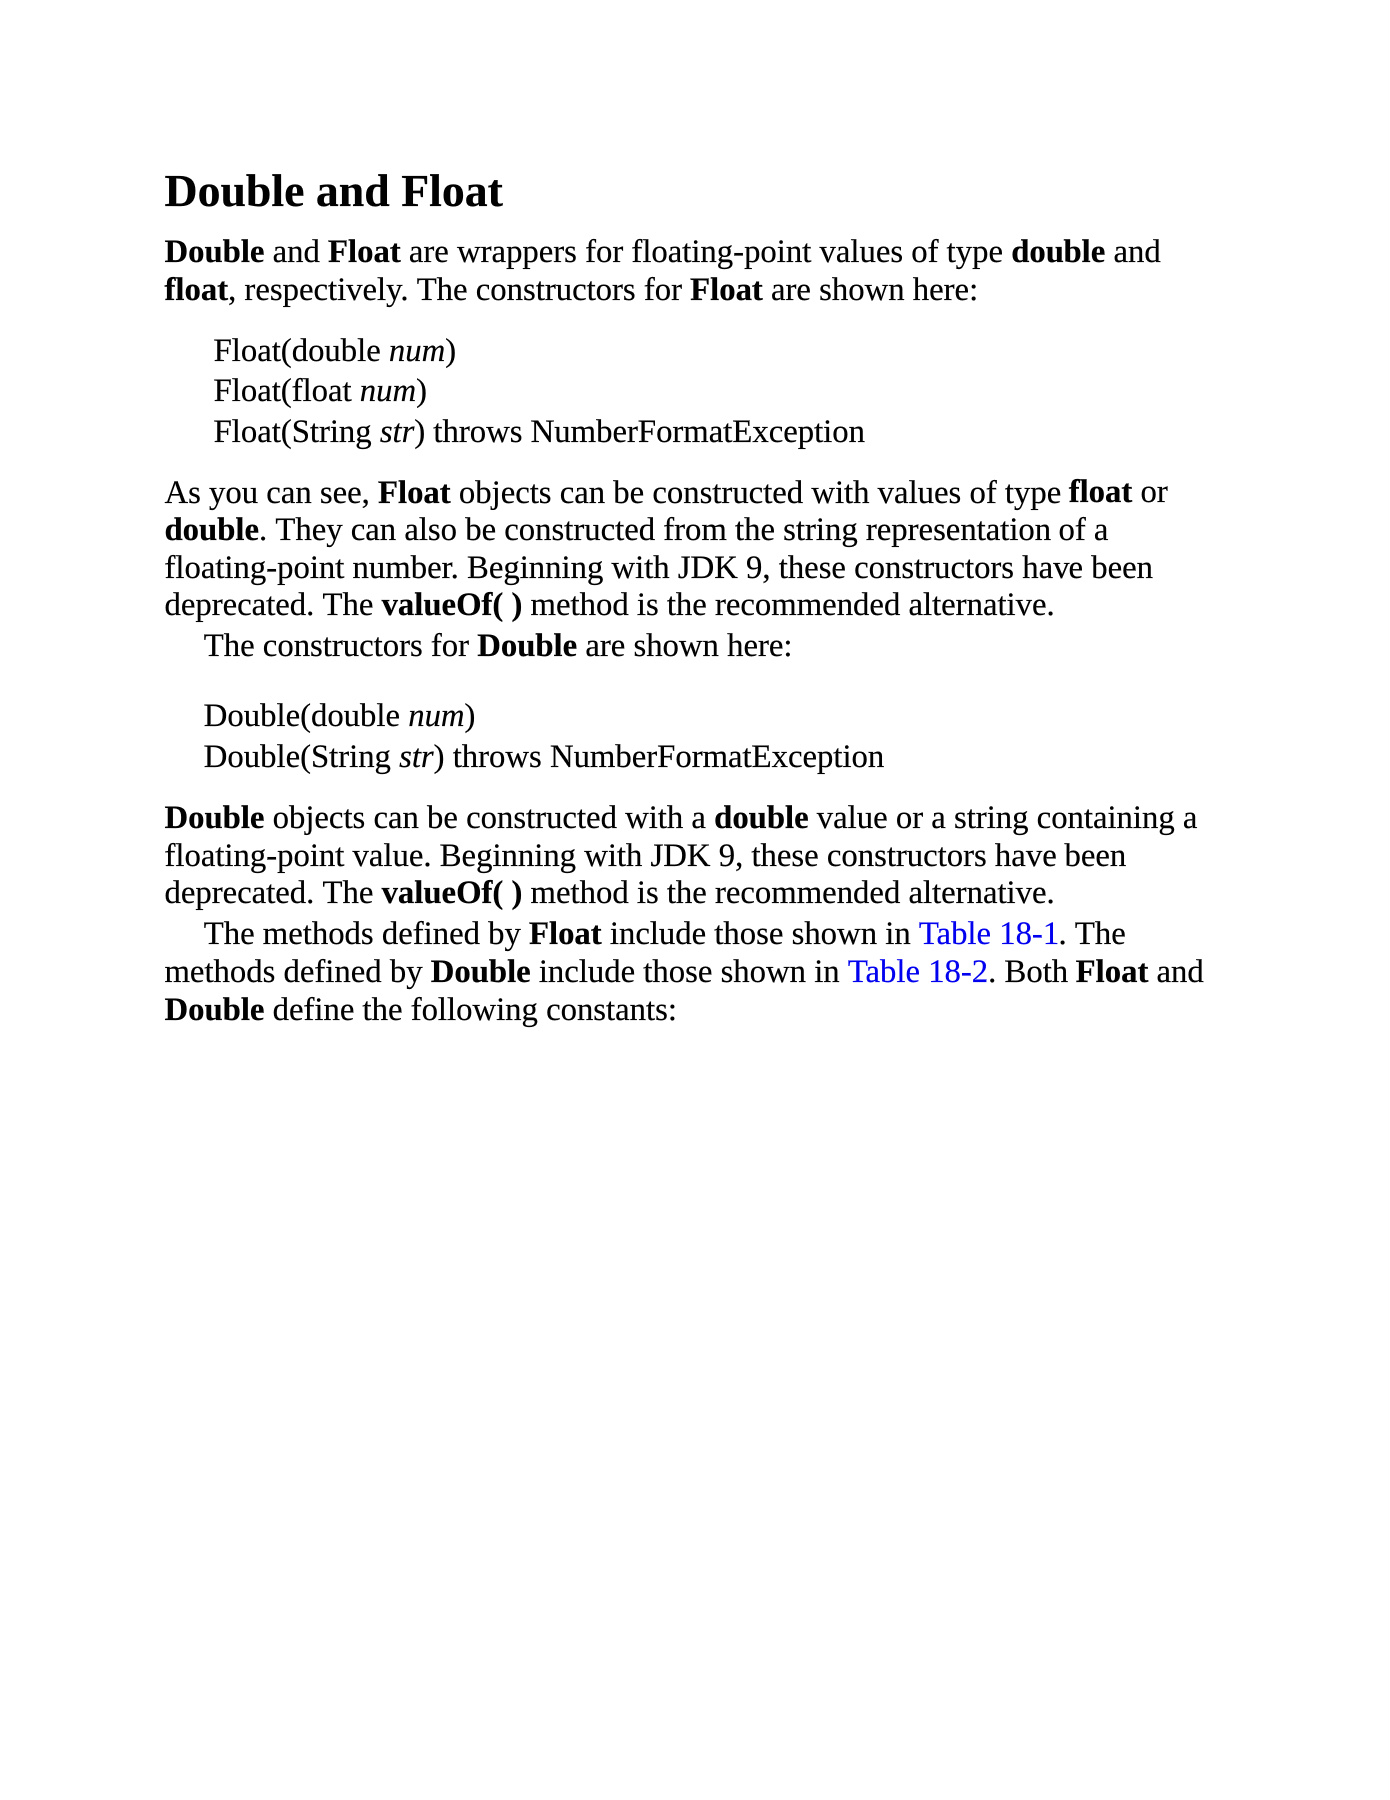 Double and Float
Double and Float are wrappers for floating-point values of type double and
float, respectively. The constructors for Float are shown here:
Float(double num)
Float(float num)
Float(String str) throws NumberFormatException
As you can see, Float objects can be constructed with values of type float or
double. They can also be constructed from the string representation of a
floating-point number. Beginning with JDK 9, these constructors have been
deprecated. The valueOf( ) method is the recommended alternative.
The constructors for Double are shown here:
Double(double num)
Double(String str) throws NumberFormatException
Double objects can be constructed with a double value or a string containing a
floating-point value. Beginning with JDK 9, these constructors have been
deprecated. The valueOf( ) method is the recommended alternative.
The methods defined by Float include those shown in Table 18-1. The
methods defined by Double include those shown in Table 18-2. Both Float and
Double define the following constants: